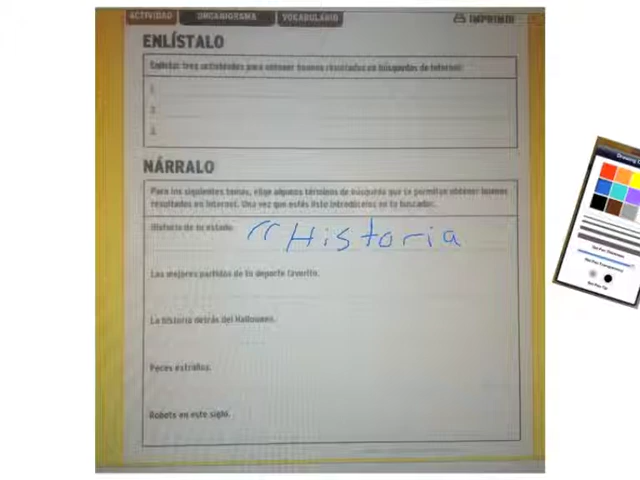 ACTIVIDAD ORGANIGRAMA VOCABULARIO IMPRIMIR
ENLÍSTALO
Enlista tres actividades para obtener buenos resultados en búsquedas de Internet:
1.
2.
3.
NÁRRALO
Para los siguientes temas, elige algunos términos de búsqueda que te permitan obtener buenos
resultados en Internet. Una vez que estés listo introdúcelos en tu buscador.
Historia de tu estado. "Historia
Los mejores partidos de tu deporte favorito.
La historia detrás del Halloween.
Peces extraños.
Robots en este siglo.
Drawing